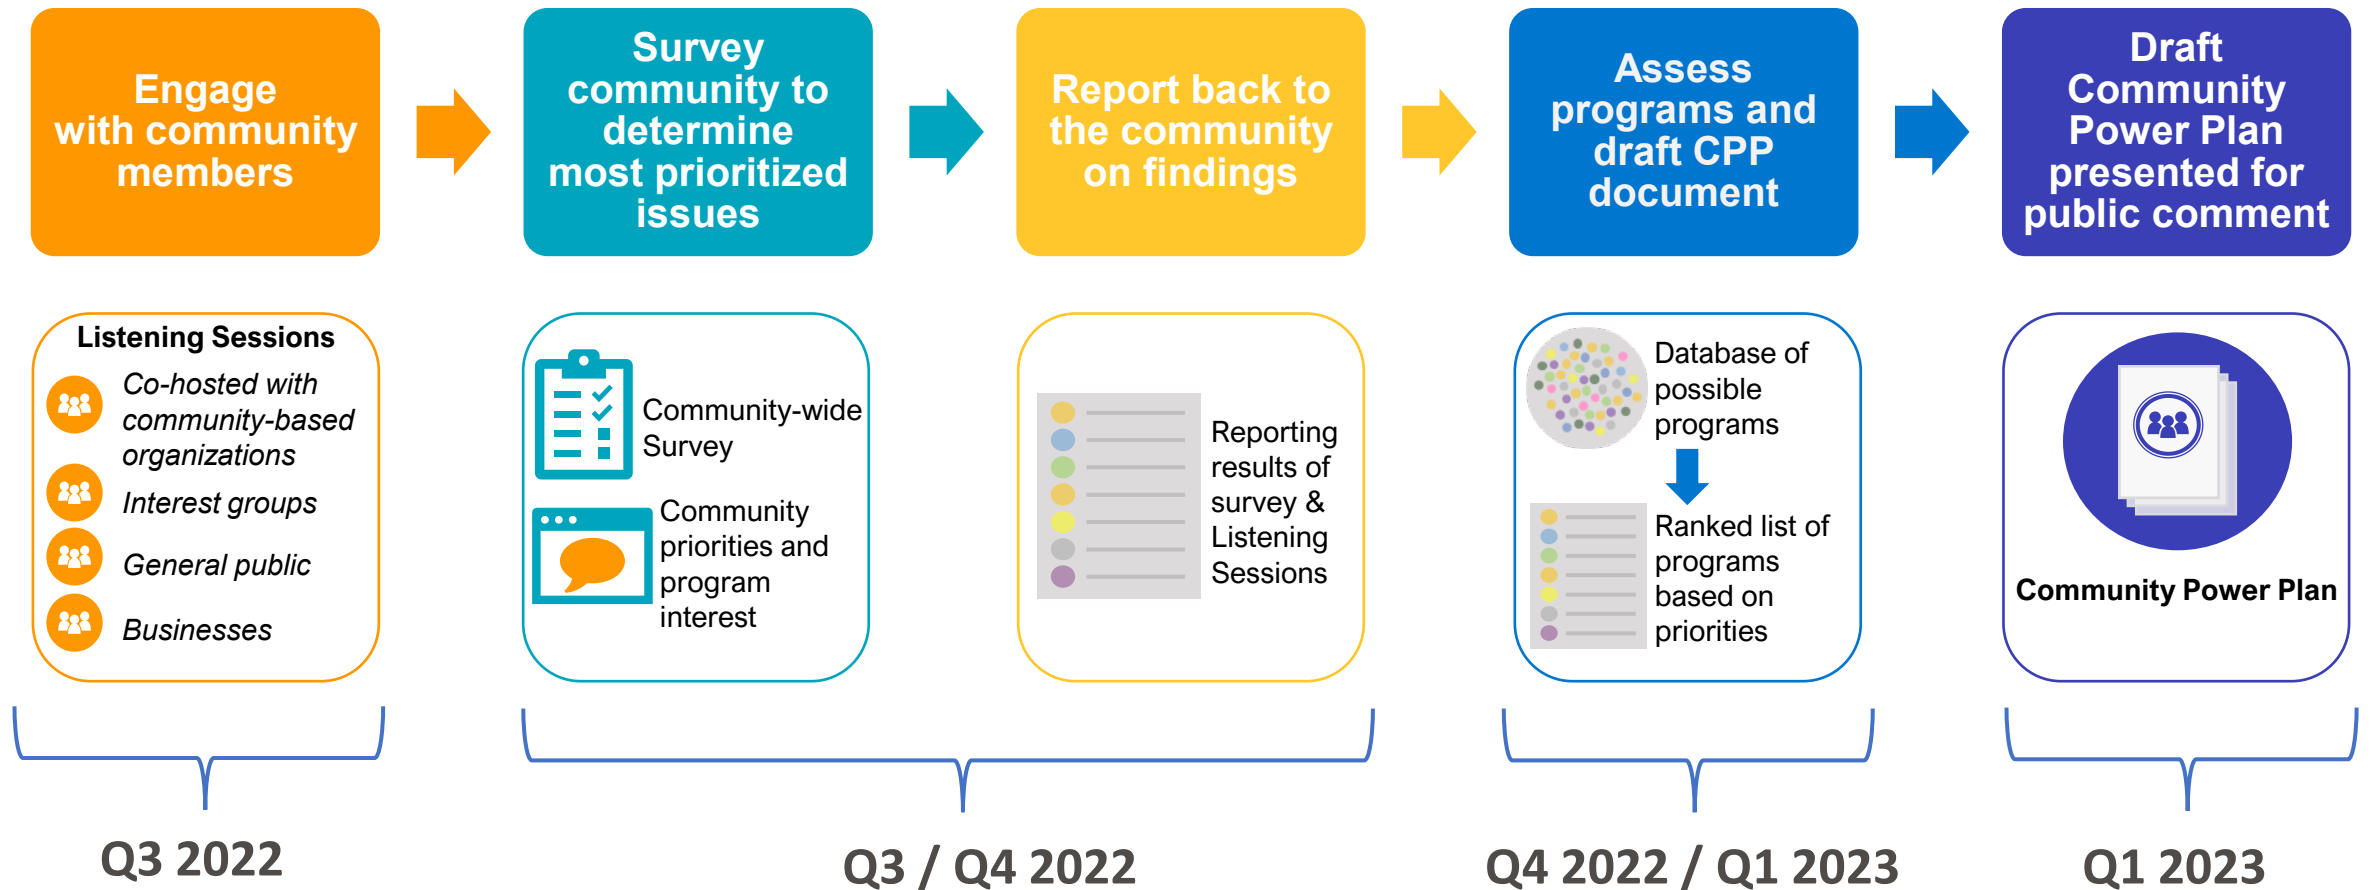 Engage
with community
members
Survey
community to
determine
most prioritized
issues
Report back to
the community
on findings
Assess
programs and
draft CPP
document
Draft
Community
Power Plan
presented for
public comment
Listening Sessions
Co-hosted with
community-based
organizations
Interest groups
General public
Businesses
Community-wide
Survey
Community
priorities and
program
interest
Reporting
results of
survey &
Listening
Sessions
Database of
possible
programs
Ranked list of
programs
based on
priorities
Community Power Plan
Q3 2022
Q3 / Q4 2022
Q4 2022 / Q1 2023
Q1 2023